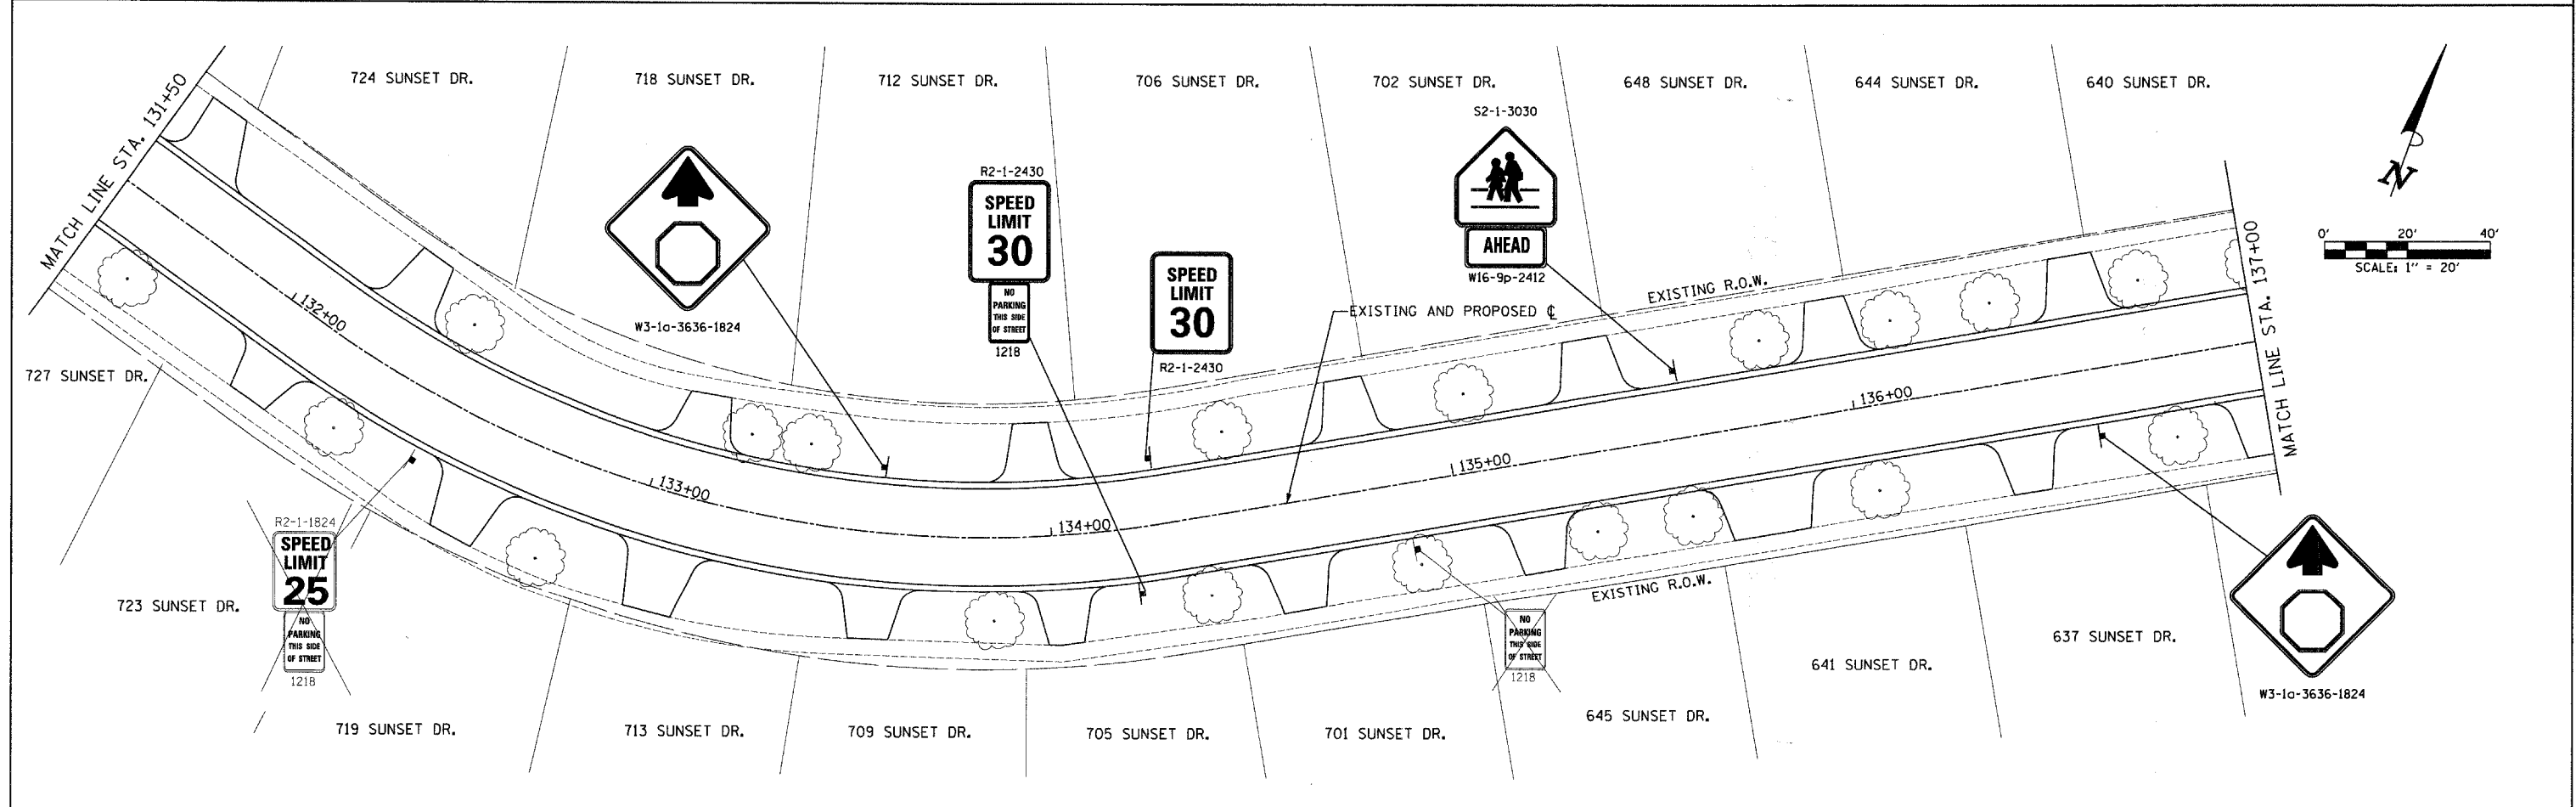 724 SUNSET DR.
718 SUNSET DR.
712 SUNSET DR.
706 SUNSET DR.
702 SUNSET DR.
648 SUNSET DR.
644 SUNSET DR.
640 SUNSET DR.
MATCH LINE STA. 131+50
S2-1-3030
AHEAD
W16-9p-2412
R2-1-2430
SPEED
LIMIT
30
NO
PARKING
THIS SIDE
OF STREET
1218
SPEED
LIMIT
30
R2-1-2430
W3-1a-3636-1824
N
0' 20' 40'
SCALE: 1" = 20'
EXISTING R.O.W.
EXISTING AND PROPOSED ℄
132+00
133+00
134+00
135+00
136+00
MATCH LINE STA. 137+00
727 SUNSET DR.
R2-1-1824
SPEED
LIMIT
25
NO
PARKING
THIS SIDE
OF STREET
1218
723 SUNSET DR.
719 SUNSET DR.
713 SUNSET DR.
709 SUNSET DR.
705 SUNSET DR.
701 SUNSET DR.
EXISTING R.O.W.
NO
PARKING
THIS SIDE
OF STREET
1218
645 SUNSET DR.
641 SUNSET DR.
637 SUNSET DR.
W3-1a-3636-1824